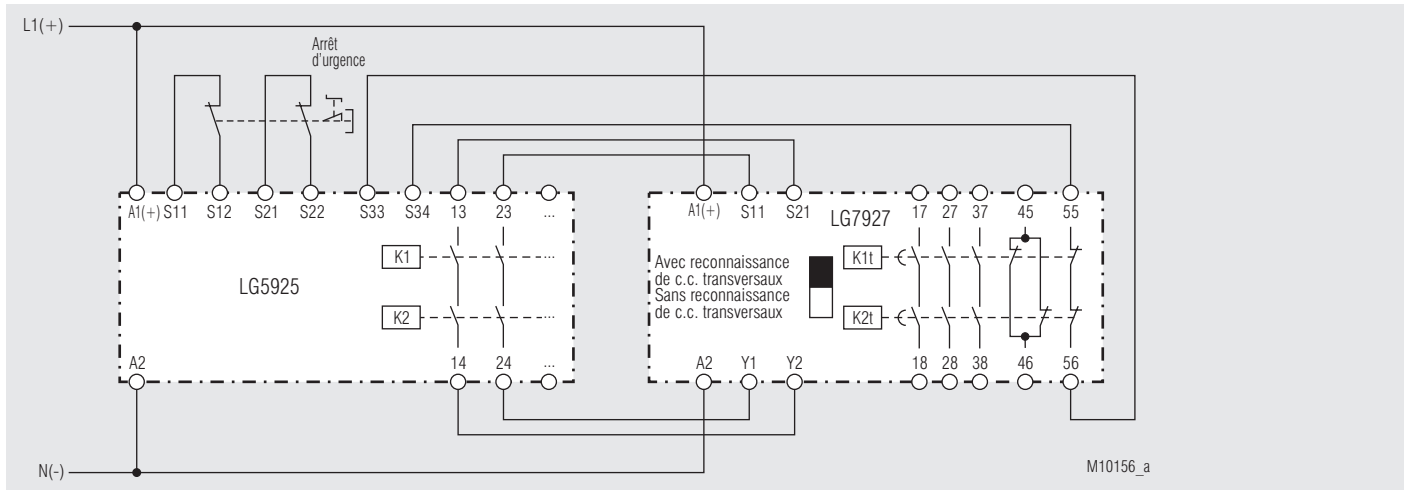 L1(+)
Arrêt
d'urgence
A1(+) S11 S12 S21 S22 S33 S34 13 23 ...
K1 ...
LG5925
K2 ...
A2 14 24 ...
A1(+) S11 S21 17 27 37 45 55
LG7927
Avec reconnaissance
de c.c. transversaux
Sans reconnaissance
de c.c. transversaux
K1t
K2t
A2 Y1 Y2 18 28 38 46 56
N(-)
M10156_a